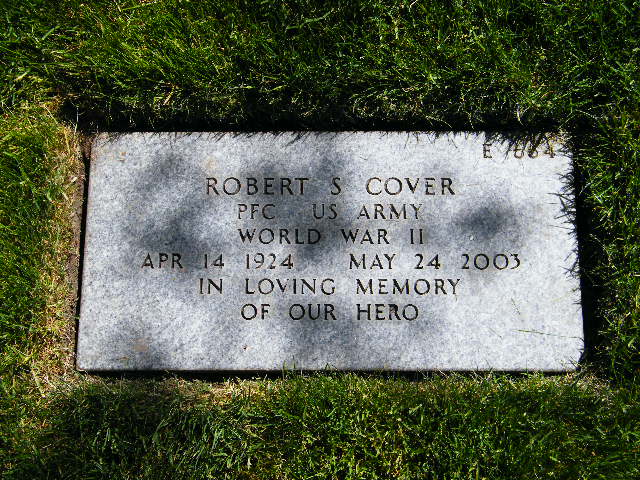 E 664
ROBERT S COVER
PFC US ARMY
WORLD WAR II
APR 14 1924 MAY 24 2003
IN LOVING MEMORY
OF OUR HERO